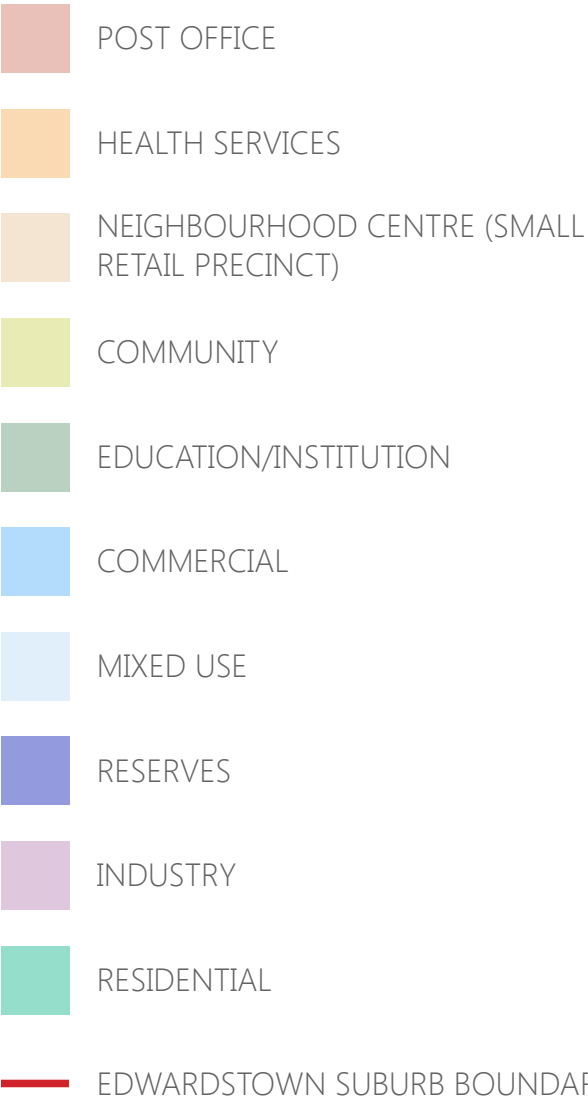 POST OFFICE
HEALTH SERVICES
NEIGHBOURHOOD CENTRE (SMALL
RETAIL PRECINCT)
COMMUNITY
EDUCATION/INSTITUTION
COMMERCIAL
MIXED USE
RESERVES
INDUSTRY
RESIDENTIAL
EDWARDSTOWN SUBURB